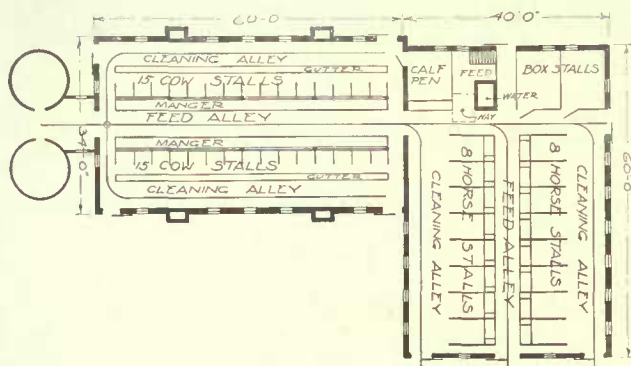 60-0
40'0"
CLEANING ALLEY
GUTTER
15 COW STALLS
MANGER
FEED ALLEY
MANGER
15 COW STALLS
GUTTER
CLEANING ALLEY
34'-0"
CALF
PEN
FEED
WATER
HAY
BOX STALLS
CLEANING ALLEY
8 HORSE STALLS
FEED ALLEY
8 HORSE STALLS
CLEANING ALLEY
60-0